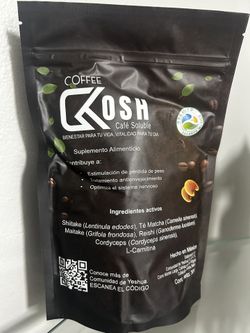 COFFEE
KOSH
Café Soluble
BIENESTAR PARA TU VIDA, VITALIDAD PARA TU DÍA
Suplemento Alimenticio
Contribuye a:
• Estimulación de pérdida de peso
• Tratamiento antienvejecimiento
• Optimiza el sistema nervioso
Ingredientes activos
Shiitake (Lentinula edodes), Té Matcha (Camellia sinensis),
Maitake (Grifola frondosa), Reishi (Ganoderma lucidum),
Cordyceps (Cordyceps sinensis),
L-Carnitina
Conoce más de
Comunidad de Yeshua
ESCANEA EL CÓDIGO
Hecho en México